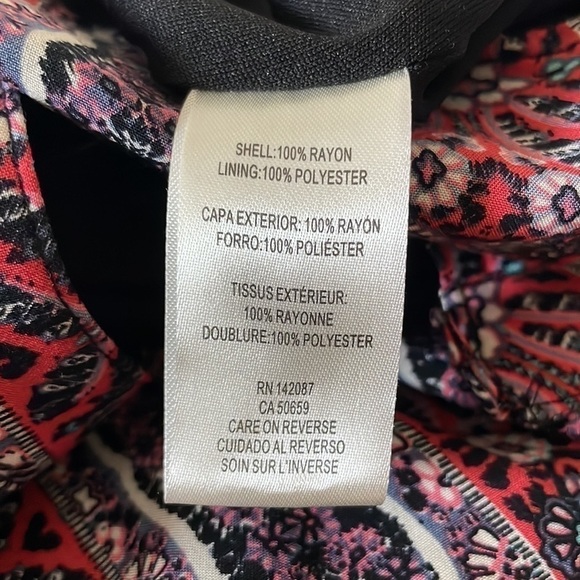 SHELL:100% RAYON
LINING:100% POLYESTER
CAPA EXTERIOR: 100% RAYÓN
FORRO:100% POLIÉSTER
TISSUS EXTÉRIEUR:
100% RAYONNE
DOUBLURE:100% POLYESTER
RN 142087
CA 50659
CARE ON REVERSE
CUIDADO AL REVERSO
SOIN SUR L'INVERSE